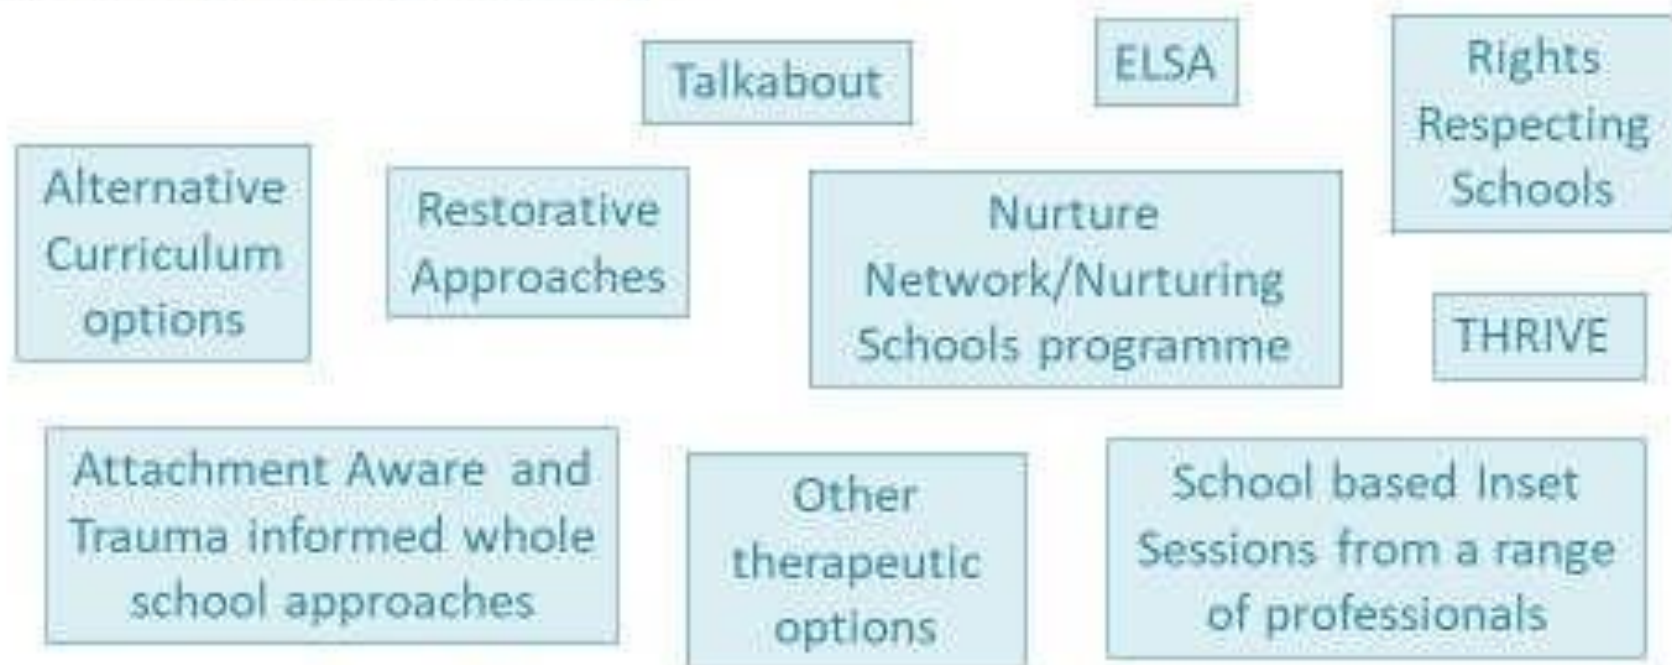 Talkabout
ELSA
Rights
Respecting
Schools
Alternative
Curriculum
options
Restorative
Approaches
Nurture
Network/Nurturing
Schools programme
THRIVE
Attachment Aware and
Trauma informed whole
school approaches
Other
therapeutic
options
School based Inset
Sessions from a range
of professionals